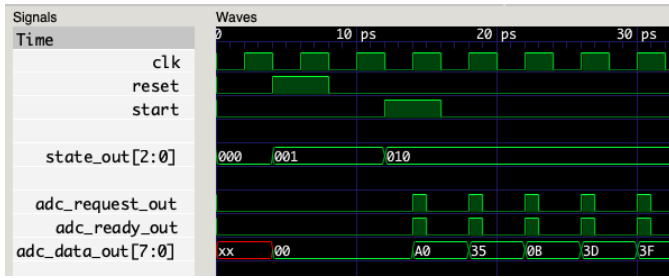 Signals Waves
Time 0 10 ps 20 ps 30 ps
clk
reset
start
state_out[2:0] 000 001 010
adc_request_out
adc_ready_out
adc_data_out[7:0] xx 00 A0 35 0B 3D 3F